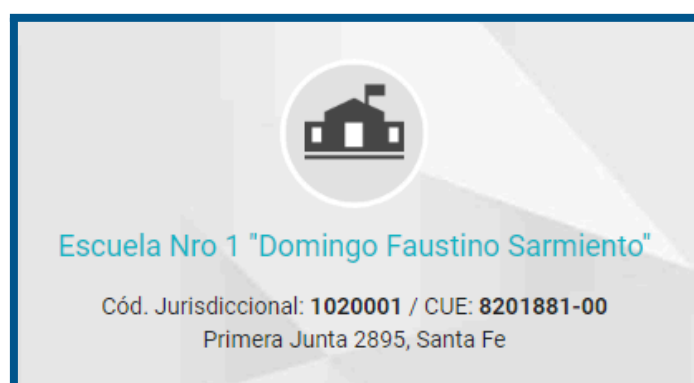 Escuela Nro 1 "Domingo Faustino Sarmiento"
Cód. Jurisdiccional: 1020001 / CUE: 8201881-00
Primera Junta 2895, Santa Fe